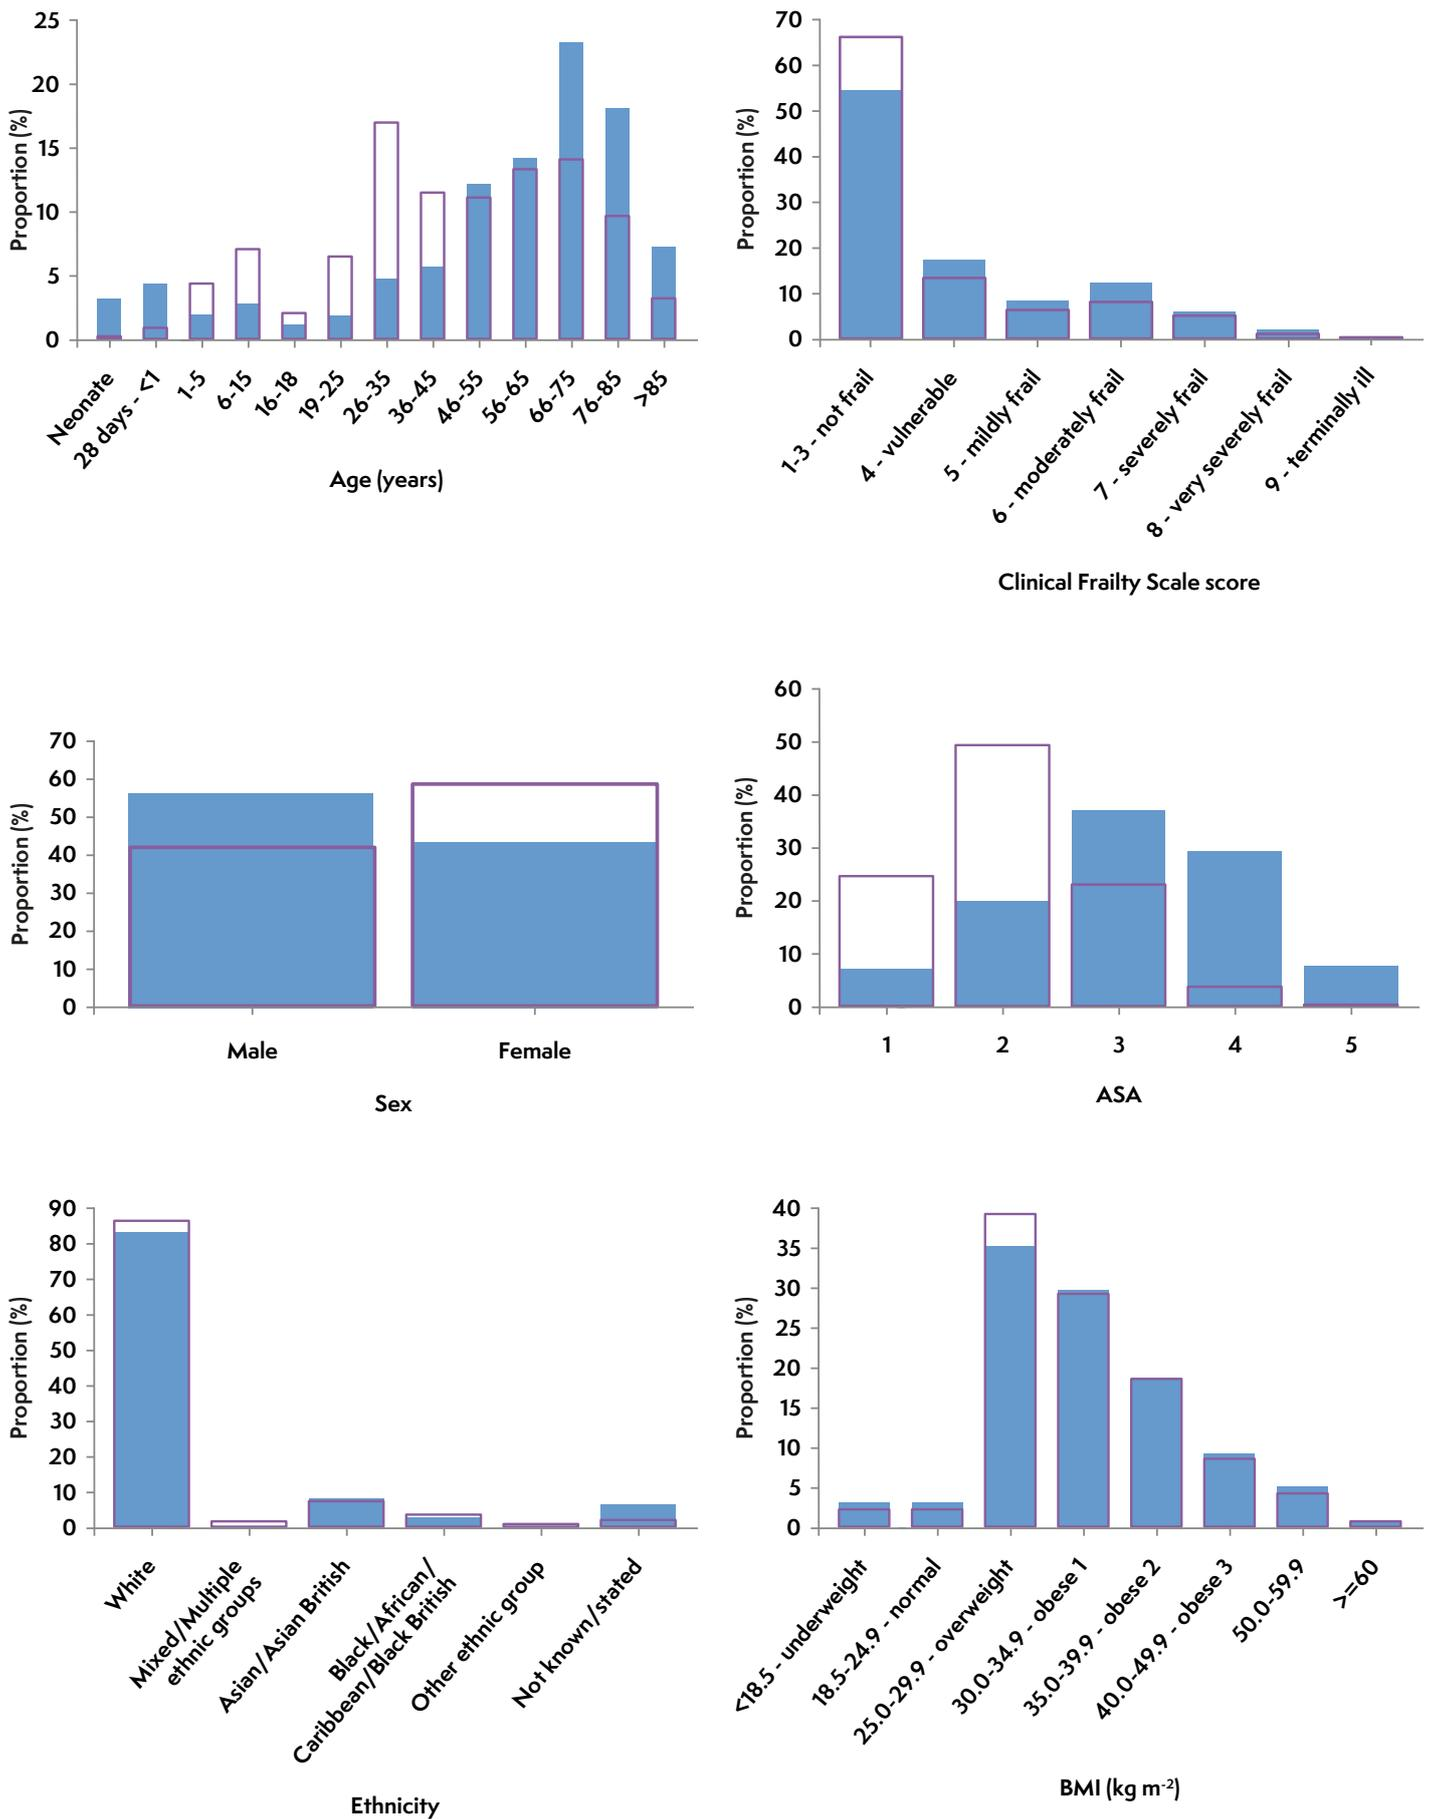 25
20
15
10
5
0
Proportion (%)
Neonate
28 days - <1
1-5
6-15
16-18
19-25
26-35
36-45
46-55
56-65
66-75
76-85
>85
Age (years)
70
60
50
40
30
20
10
0
Proportion (%)
1-3 - not frail
4 - vulnerable
5 - mildly frail
6 - moderately frail
7 - severely frail
8 - very severely frail
9 - terminally ill
Clinical Frailty Scale score
70
60
50
40
30
20
10
0
Proportion (%)
Male
Female
Sex
60
50
40
30
20
10
0
Proportion (%)
1
2
3
4
5
ASA
90
80
70
60
50
40
30
20
10
0
Proportion (%)
White
Mixed/Multiple
ethnic groups
Asian/Asian British
Black/African/
Caribbean/Black British
Other ethnic group
Not known/stated
Ethnicity
40
35
30
25
20
15
10
5
0
Proportion (%)
<18.5 - underweight
18.5-24.9 - normal
25.0-29.9 - overweight
30.0-34.9 - obese 1
35.0-39.9 - obese 2
40.0-49.9 - obese 3
50.0-59.9
>=60
BMI (kg m-2)